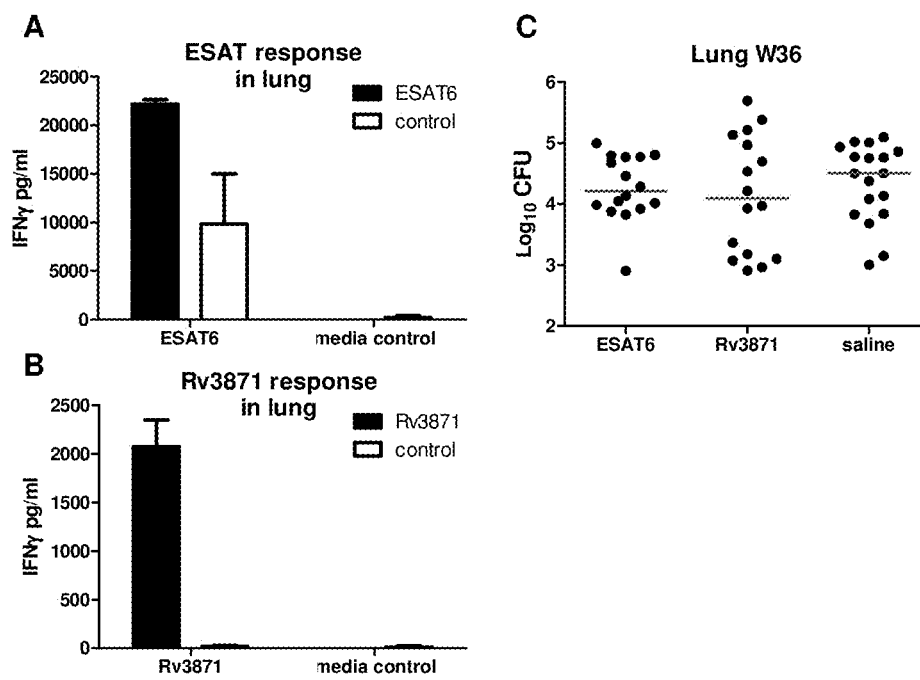 A
ESAT response
in lung
25000
20000
15000
10000
5000
0
IFNγ pg/ml
ESAT6
control
ESAT6
media control
B
Rv3871 response
in lung
2500
2000
1500
1000
500
0
IFNγ pg/ml
Rv3871
control
Rv3871
media control
C
Lung W36
6
5
4
3
2
Log10 CFU
ESAT6
Rv3871
saline